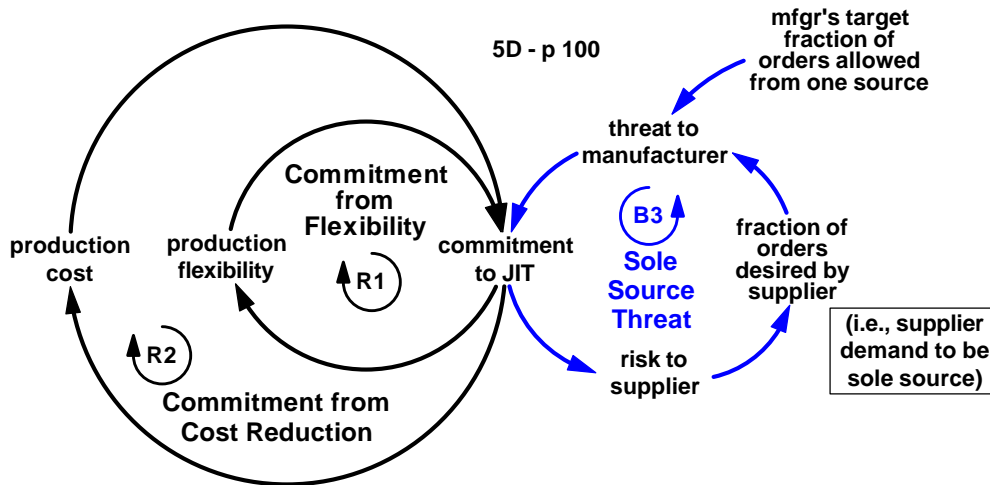 5D - p 100
mfgr's target
fraction of
orders allowed
from one source
threat to
manufacturer
Commitment
from
Flexibility
B3
production
cost
production
flexibility
commitment
to JIT
fraction of
orders
desired by
supplier
Sole
Source
Threat
R1
R2
(i.e., supplier
demand to be
sole source)
risk to
supplier
Commitment from
Cost Reduction